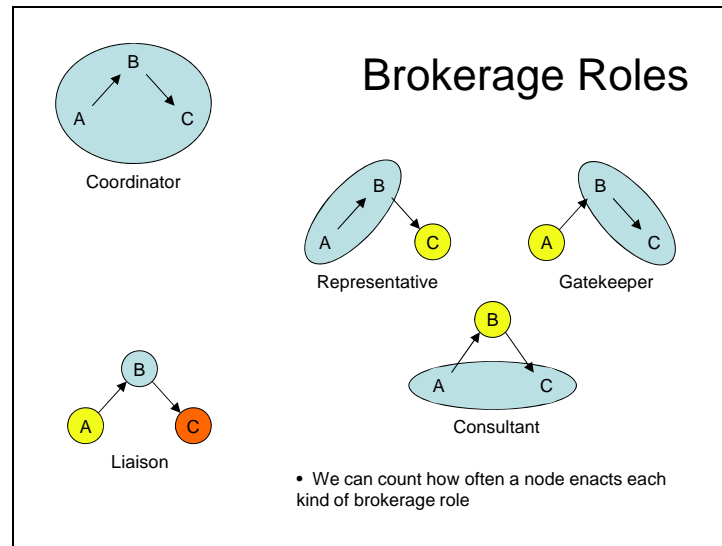 Brokerage Roles
B
A
C
Coordinator
B
A
C
Representative
B
A
C
Gatekeeper
B
A
C
Consultant
B
A
C
Liaison
• We can count how often a node enacts each
kind of brokerage role